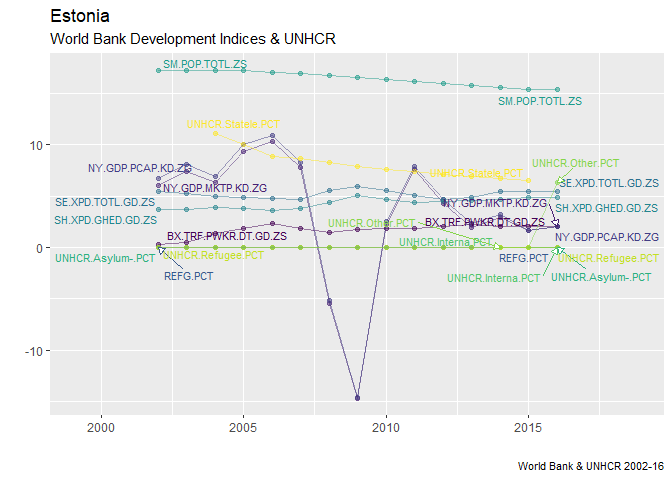 Estonia
World Bank Development Indices & UNHCR
SM.POP.TOTL.ZS
SM.POP.TOTL.ZS
UNHCR.Statele.PCT
10
UNHCR.Other.PCT
NY.GDP.PCAP.KD.ZG
UNHCR.Statele.PCT
NY.GDP.MKTP.KD.ZG
SE.XPD.TOTL.GD.ZS
SE.XPD.TOTL.GD.ZS
NY.GDP.MKTP.KD.ZG
SH.XPD.GHED.GD.ZS
SH.XPD.GHED.GD.ZS
UNHCR.Other.PCT
BX.TRF.PWKR.DT.GD.ZS
BX.TRF.PWKR.DT.GD.ZS
UNHCR.Interna.PCT
NY.GDP.PCAP.KD.ZG
0
UNHCR.Asylum-.PCT
UNHCR.Refugee.PCT
REFG.PCT
UNHCR.Refugee.PCT
REFG.PCT
UNHCR.Interna.PCT
UNHCR.Asylum-.PCT
-10
2000
2005
2010
2015
World Bank & UNHCR 2002-16